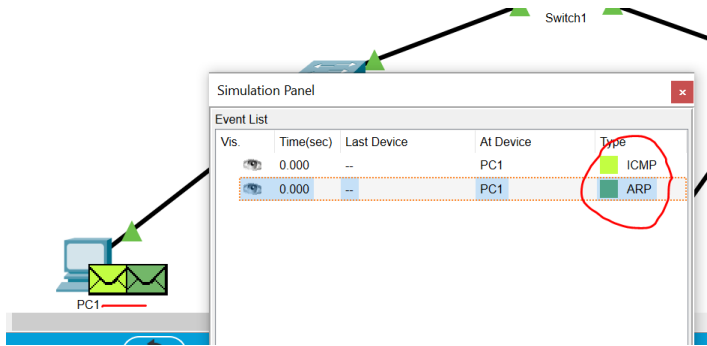 Switch1
Simulation Panel
×
Event List
Vis. Time(sec) Last Device At Device Type
0.000 -- PC1 ICMP
0.000 -- PC1 ARP
PC1